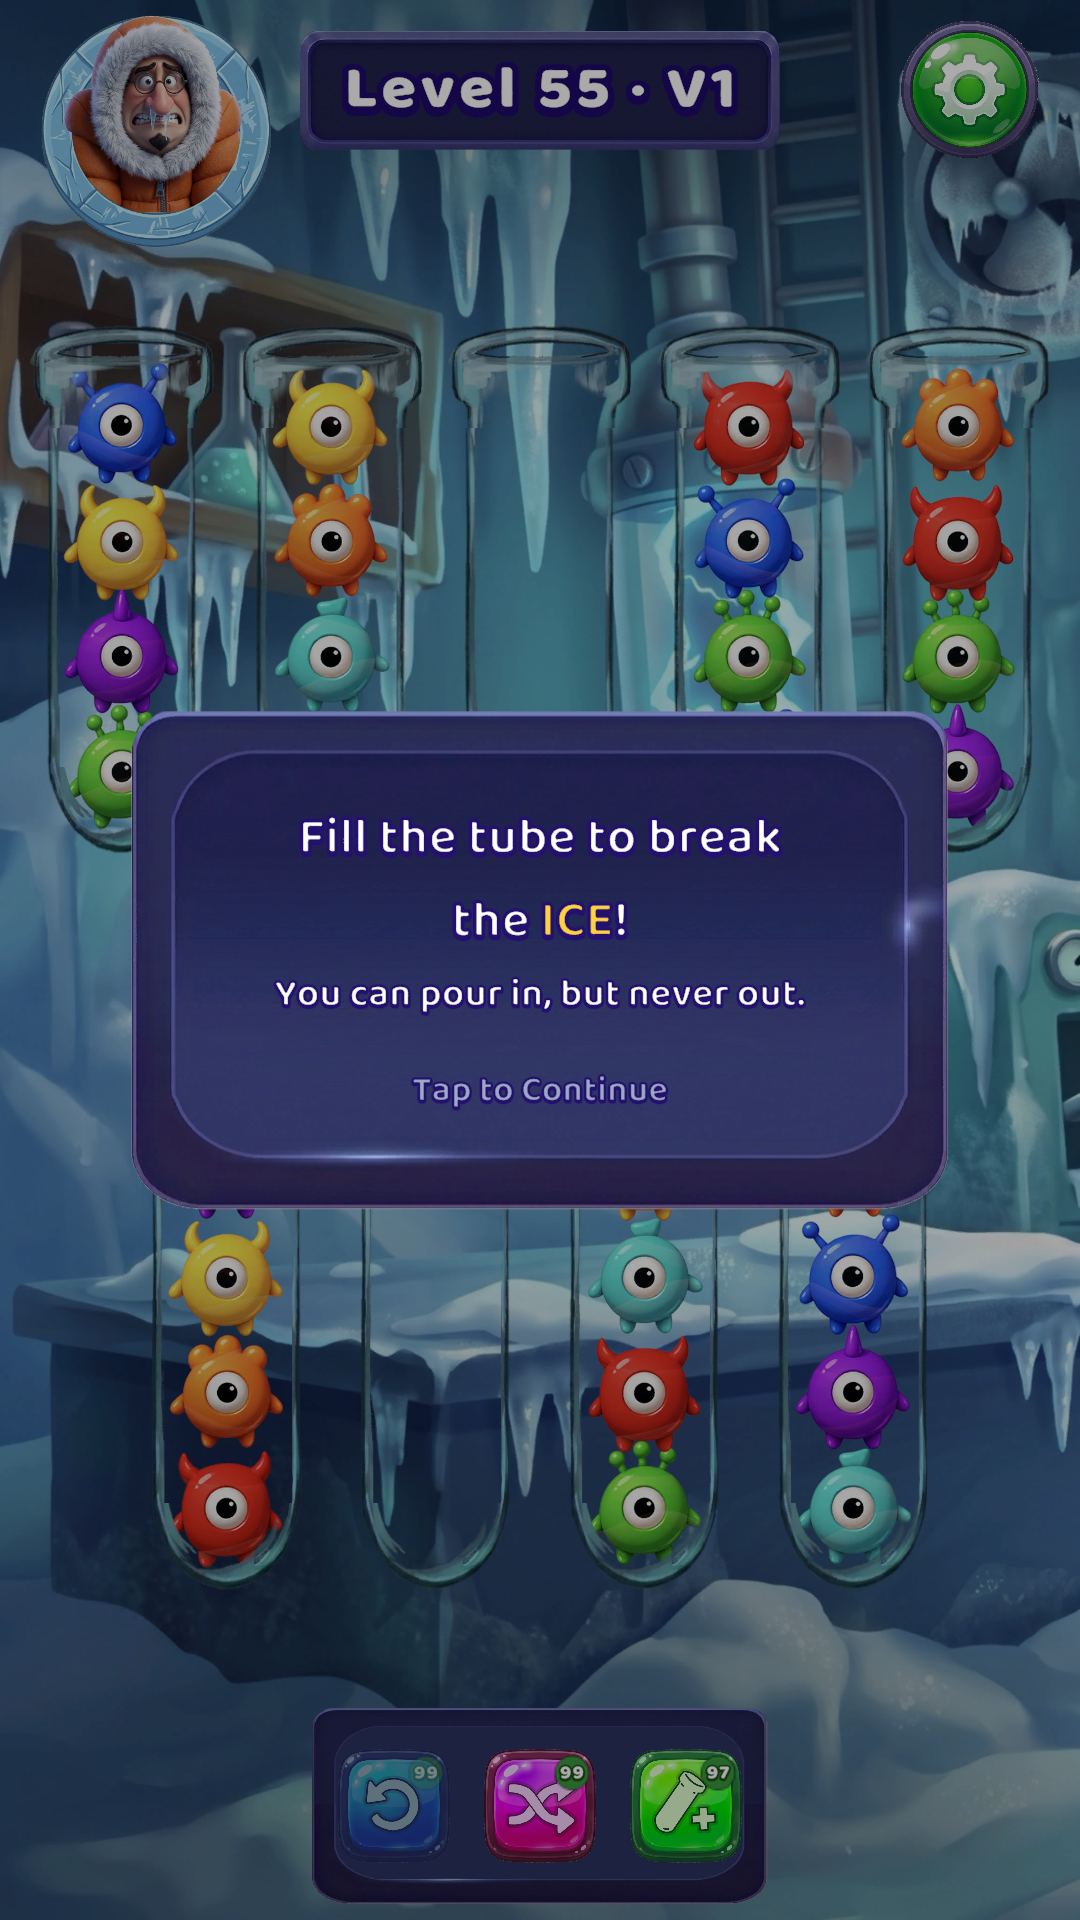 Level 55 • V1
Fill the tube to break
the ICE!
You can pour in, but never out.
Tap to Continue
99
99
97